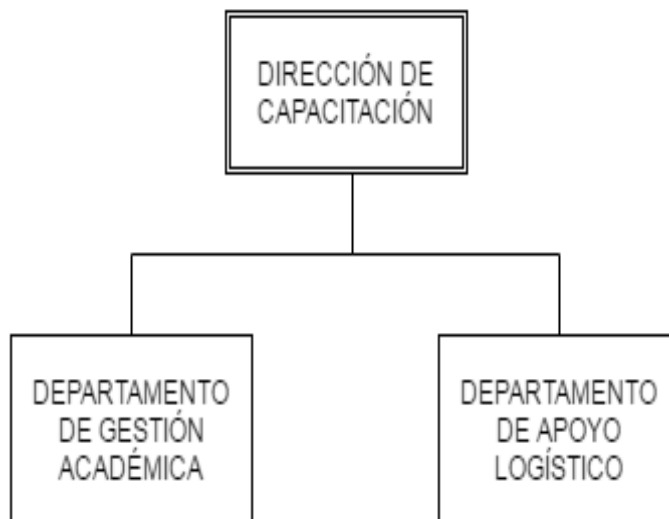 DIRECCIÓN DE
CAPACITACIÓN
DEPARTAMENTO
DE GESTIÓN
ACADÉMICA
DEPARTAMENTO
DE APOYO
LOGÍSTICO